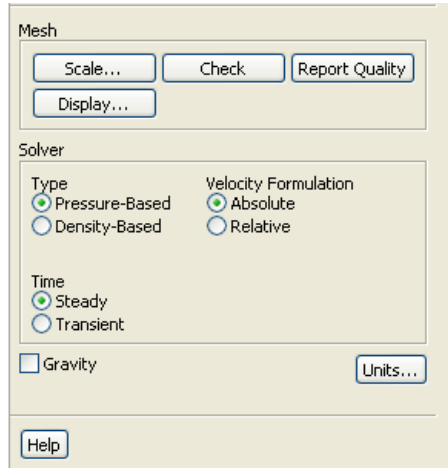 Mesh
Scale... Check Report Quality
Display...
Solver
Type Velocity Formulation
Pressure-Based Absolute
Density-Based Relative
Time
Steady
Transient
Gravity Units...
Help